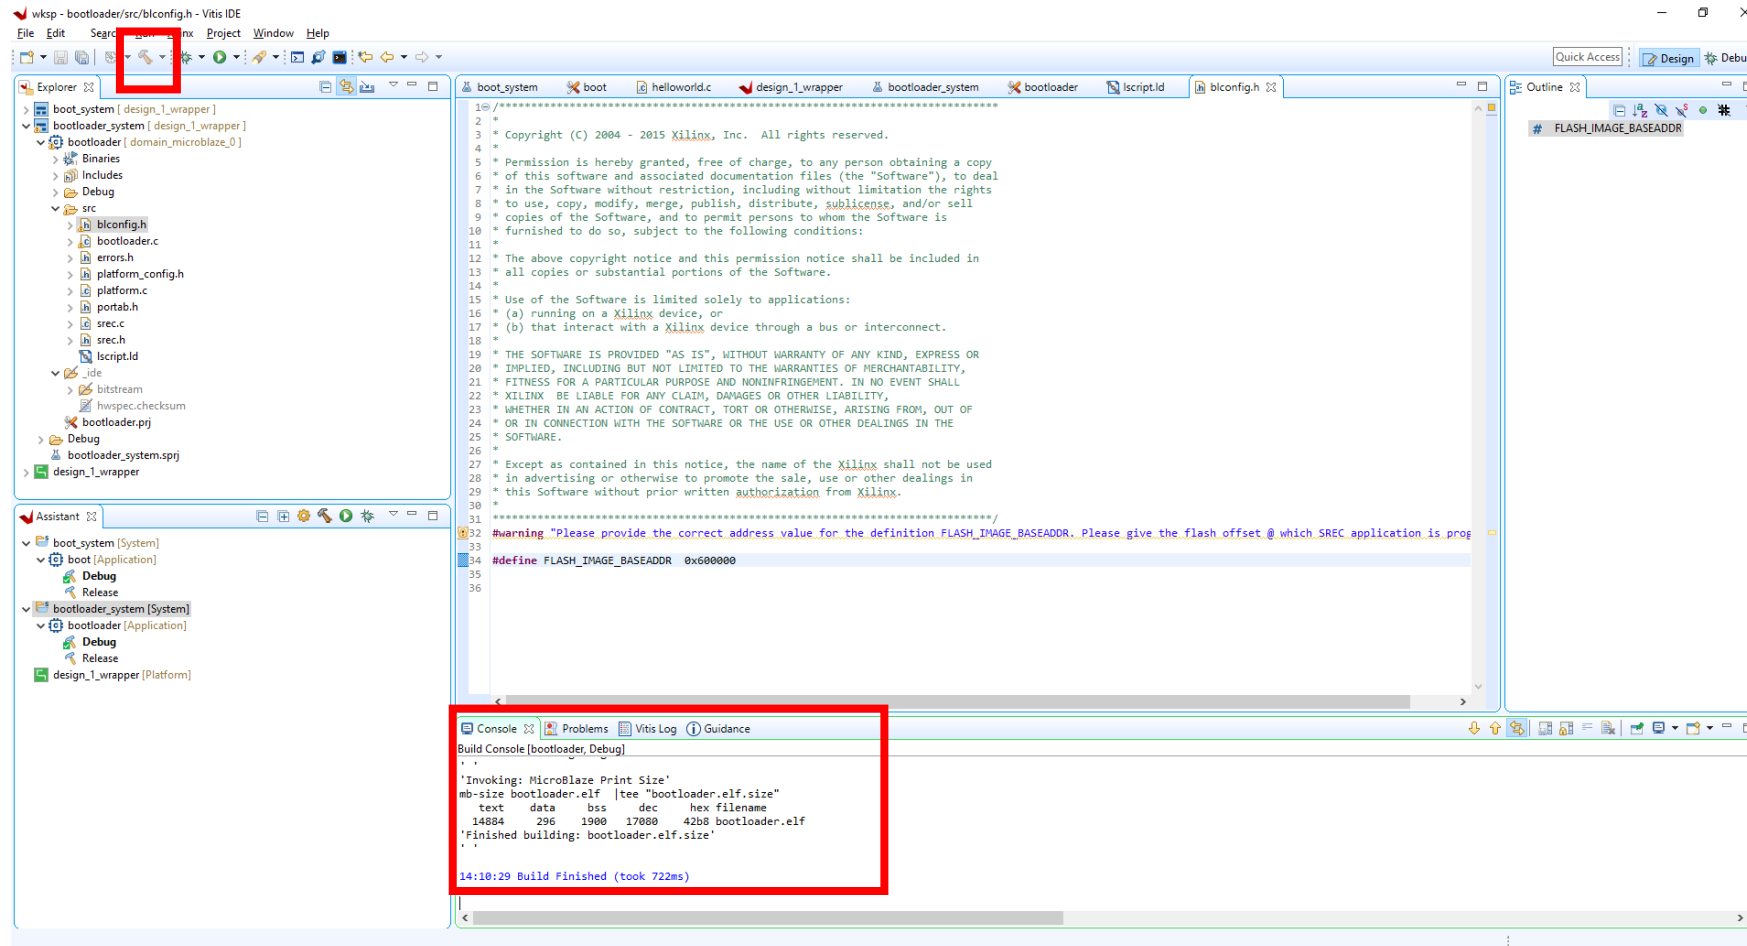 wksp - bootloader/src/blconfig.h - Vitis IDE
File Edit Project Window Help
Quick Access
Design
Debu
Explorer
boot_system [ design_1_wrapper ]
bootloader_system [ design_1_wrapper ]
bootloader [ domain_microblaze_0 ]
Binaries
Includes
Debug
src
blconfig.h
bootloader.c
errors.h
platform_config.h
platform.c
portab.h
srec.c
srec.h
lscript.ld
_ide
bitstream
hwspec.checksum
bootloader.prj
Debug
bootloader_system.sprj
design_1_wrapper
Assistant
boot_system [System]
boot [Application]
Debug
Release
bootloader_system [System]
bootloader [Application]
Debug
Release
design_1_wrapper [Platform]
boot_system boot helloworld.c design_1_wrapper bootloader_system bootloader lscript.ld blconfig.h
1 /******************************************************************************
2 *
3 * Copyright (C) 2004 - 2015 Xilinx, Inc. All rights reserved.
4 *
5 * Permission is hereby granted, free of charge, to any person obtaining a copy
6 * of this software and associated documentation files (the "Software"), to deal
7 * in the Software without restriction, including without limitation the rights
8 * to use, copy, modify, merge, publish, distribute, sublicense, and/or sell
9 * copies of the Software, and to permit persons to whom the Software is
10 * furnished to do so, subject to the following conditions:
11 *
12 * The above copyright notice and this permission notice shall be included in
13 * all copies or substantial portions of the Software.
14 *
15 * Use of the Software is limited solely to applications:
16 * (a) running on a Xilinx device, or
17 * (b) that interact with a Xilinx device through a bus or interconnect.
18 *
19 * THE SOFTWARE IS PROVIDED "AS IS", WITHOUT WARRANTY OF ANY KIND, EXPRESS OR
20 * IMPLIED, INCLUDING BUT NOT LIMITED TO THE WARRANTIES OF MERCHANTABILITY,
21 * FITNESS FOR A PARTICULAR PURPOSE AND NONINFRINGEMENT. IN NO EVENT SHALL
22 * XILINX BE LIABLE FOR ANY CLAIM, DAMAGES OR OTHER LIABILITY,
23 * WHETHER IN AN ACTION OF CONTRACT, TORT OR OTHERWISE, ARISING FROM, OUT OF
24 * OR IN CONNECTION WITH THE SOFTWARE OR THE USE OR OTHER DEALINGS IN THE
25 * SOFTWARE.
26 *
27 * Except as contained in this notice, the name of the Xilinx shall not be used
28 * in advertising or otherwise to promote the sale, use or other dealings in
29 * this Software without prior written authorization from Xilinx.
30 *
31 ******************************************************************************/
32 #warning "Please provide the correct address value for the definition FLASH_IMAGE_BASEADDR. Please give the flash offset @ which SREC application is prog
33
34 #define FLASH_IMAGE_BASEADDR 0x600000
35
36
Outline
# FLASH_IMAGE_BASEADDR
Console Problems Vitis Log Guidance
Build Console [bootloader, Debug]
' '
'Invoking: MicroBlaze Print Size'
mb-size bootloader.elf |tee "bootloader.elf.size"
text data bss dec hex filename
14884 296 1900 17080 42b8 bootloader.elf
'Finished building: bootloader.elf.size'
' '
14:10:29 Build Finished (took 722ms)